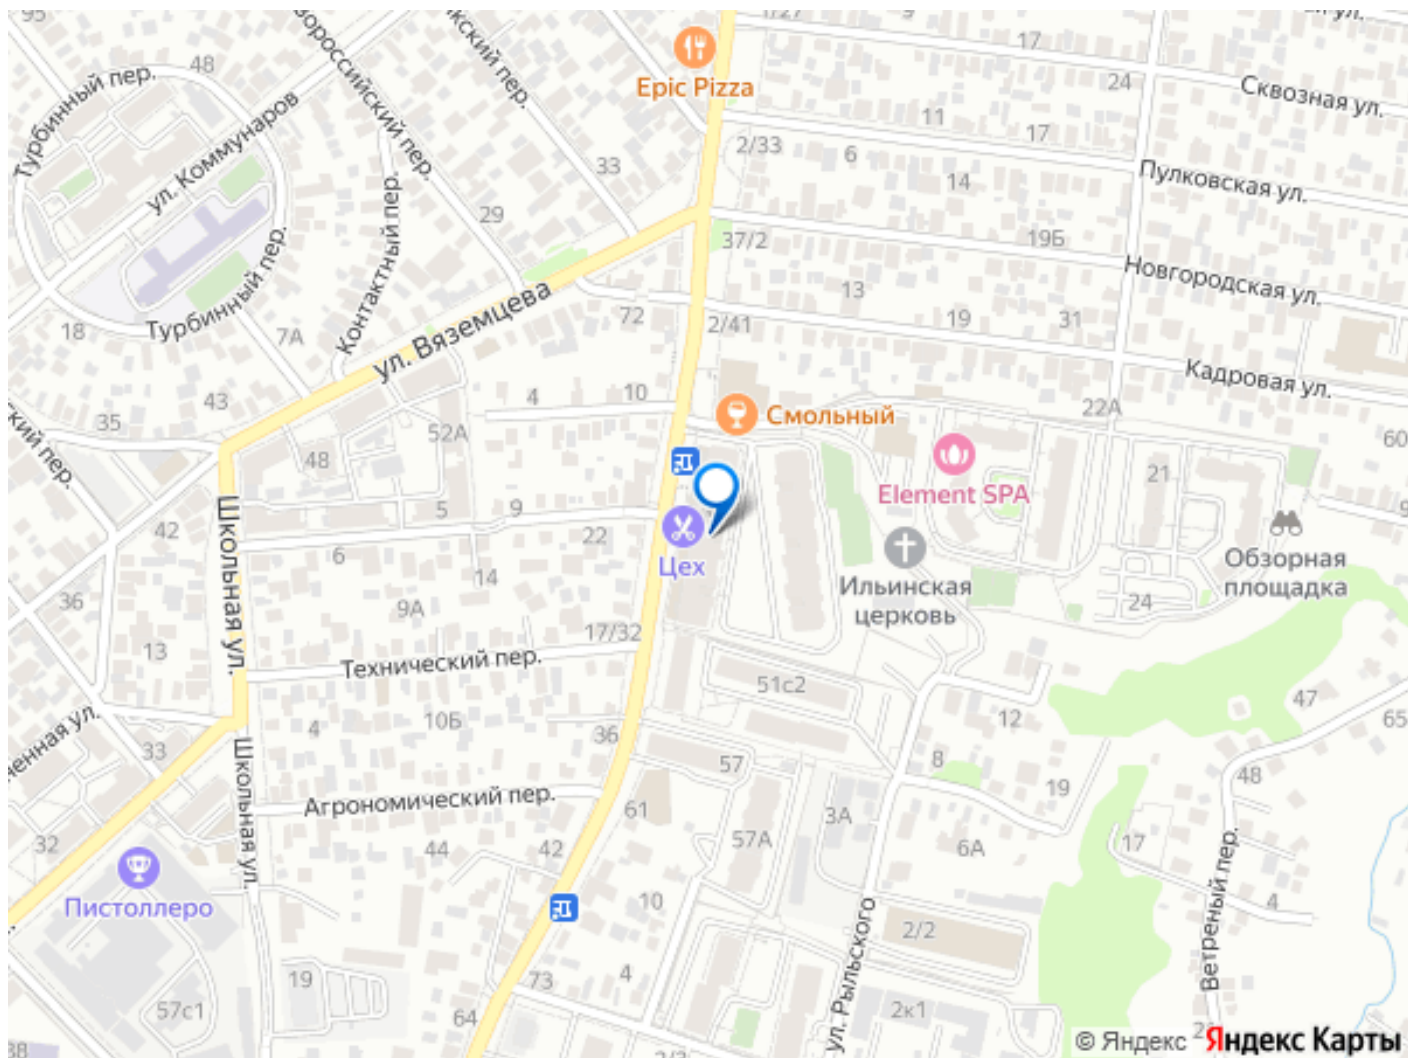 95
48
Турбинный пер.
ул. Коммунаров
Epic Pizza
17
24
Сквозная ул.
11
17
2/33
6
14
Пулковская ул.
33
29
37/2
19Б
Новгородская ул.
Контактный пер.
Турбинный пер.
18
7А
ул. Вяземцева
72
2/41
13
19
31
Кадровая ул.
4
10
43
35
52А
48
Смольный
22А
60
Element SPA
21
Школьная ул.
42
5
9
22
6
14
Цех
Ильинская
церковь
Обзорная
площадка
24
36
13
9А
17/32
Технический пер.
51с2
4
10Б
36
12
47
65
33
Школьная ул.
57
8
19
48
Агрономический пер.
61
3А
57А
6А
17
32
44
42
Пистоллеро
10
ул. Рыльского
2/2
4
Ветреный пер.
19
73
4
57с1
64
2к1
38
2
© Яндекс
Яндекс Карты